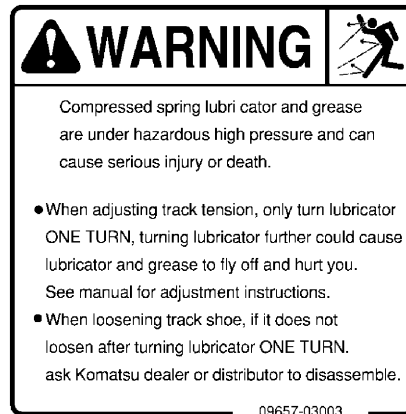 WARNING
Compressed spring lubri cator and grease
are under hazardous high pressure and can
cause serious injury or death.
●When adjusting track tension, only turn lubricator
ONE TURN, turning lubricator further could cause
lubricator and grease to fly off and hurt you.
See manual for adjustment instructions.
●When loosening track shoe, if it does not
loosen after turning lubricator ONE TURN.
ask Komatsu dealer or distributor to disassemble.
09657-03003